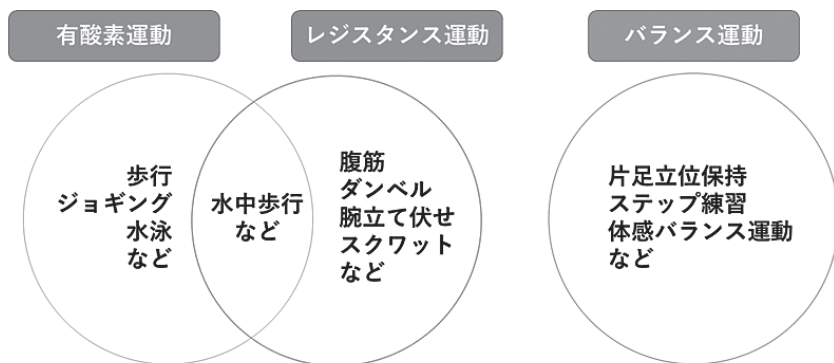 有酸素運動
レジスタンス運動
バランス運動
歩行
ジョギング
水泳
など
水中歩行
など
腹筋
ダンベル
腕立て伏せ
スクワット
など
片足立位保持
ステップ練習
体感バランス運動
など